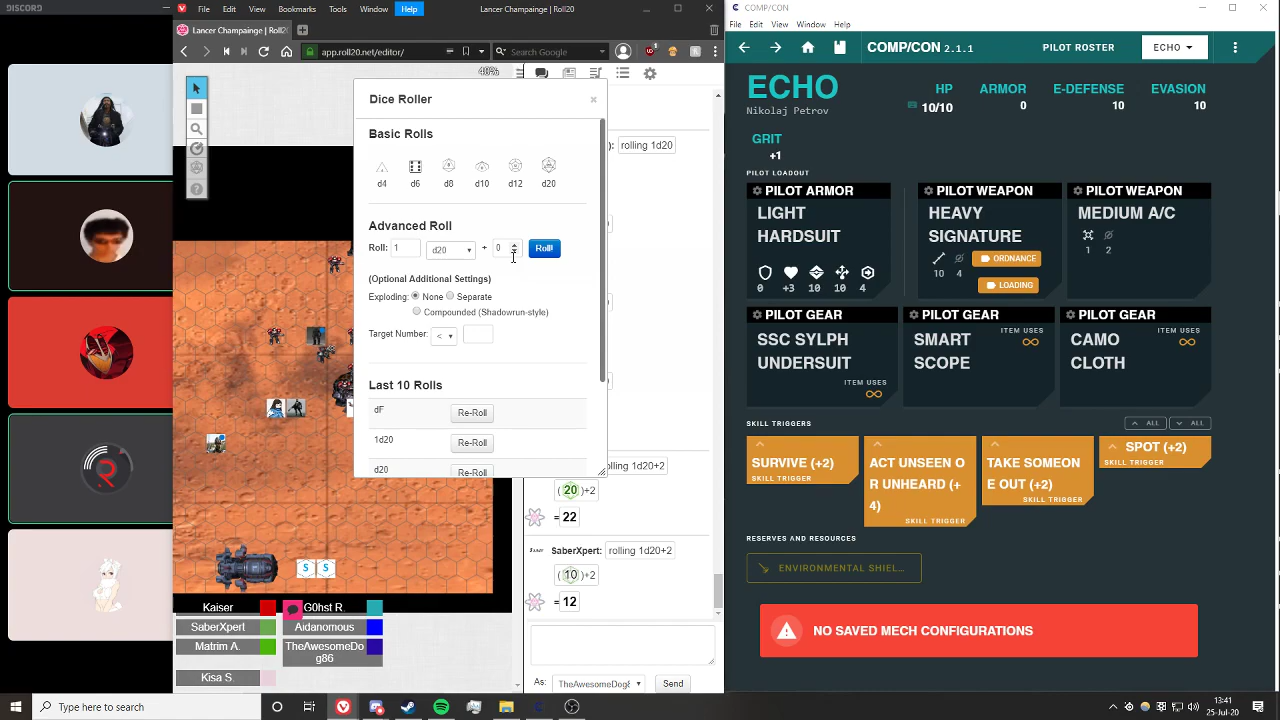 DISCORD
File
View
Bookmarks
Tools
Window
Help
Lancer Champainge | Roll20
Lancer Champainge | Roll2
app.roll20.net/editor/
Search Google
Dice Roller
×
Basic Rolls
d4
d6
d8
d10
d12
d20
Advanced Roll
Roll: 1 d20 + 0 Roll!
(Optional Additional Settings)
Exploding: None Separate
Compounded (Shadowrun-style)
Target Number: <
Last 10 Rolls
dF Re-Roll
1d20 Re-Roll
d20 Re-Roll
): rolling 1d20
olling 1d20+2
(20)+2
= 22
SaberXpert: rolling 1d20+2
(10)+2
= 12
As: TheAwesomeDog8
Send
S S
Kaiser
G0hst R.
SaberXpert
Aidanomous
Matrim A.
TheAwesomeDo
g86
Kisa S.
COMP/CON
File Edit View Window Help
COMP/CON 2.1.1
PILOT ROSTER
ECHO
ECHO
Nikolaj Petrov
HP
10/10
ARMOR
0
E-DEFENSE
10
EVASION
10
GRIT
+1
PILOT LOADOUT
PILOT ARMOR
LIGHT
HARDSUIT
0 +3 10 10 4
PILOT WEAPON
HEAVY
SIGNATURE
10 4
ORDNANCE
LOADING
PILOT WEAPON
MEDIUM A/C
1 2
PILOT GEAR
SSC SYLPH
UNDERSUIT
ITEM USES
∞
PILOT GEAR
SMART
SCOPE
ITEM USES
∞
PILOT GEAR
CAMO
CLOTH
ITEM USES
∞
SKILL TRIGGERS
ALL
ALL
SURVIVE (+2)
SKILL TRIGGER
ACT UNSEEN O
R UNHEARD (+
4)
SKILL TRIGGER
TAKE SOMEON
E OUT (+2)
SKILL TRIGGER
SPOT (+2)
SKILL TRIGGER
RESERVES AND RESOURCES
ENVIRONMENTAL SHIEL...
NO SAVED MECH CONFIGURATIONS
Type here to search
13:41
25-Jul-20